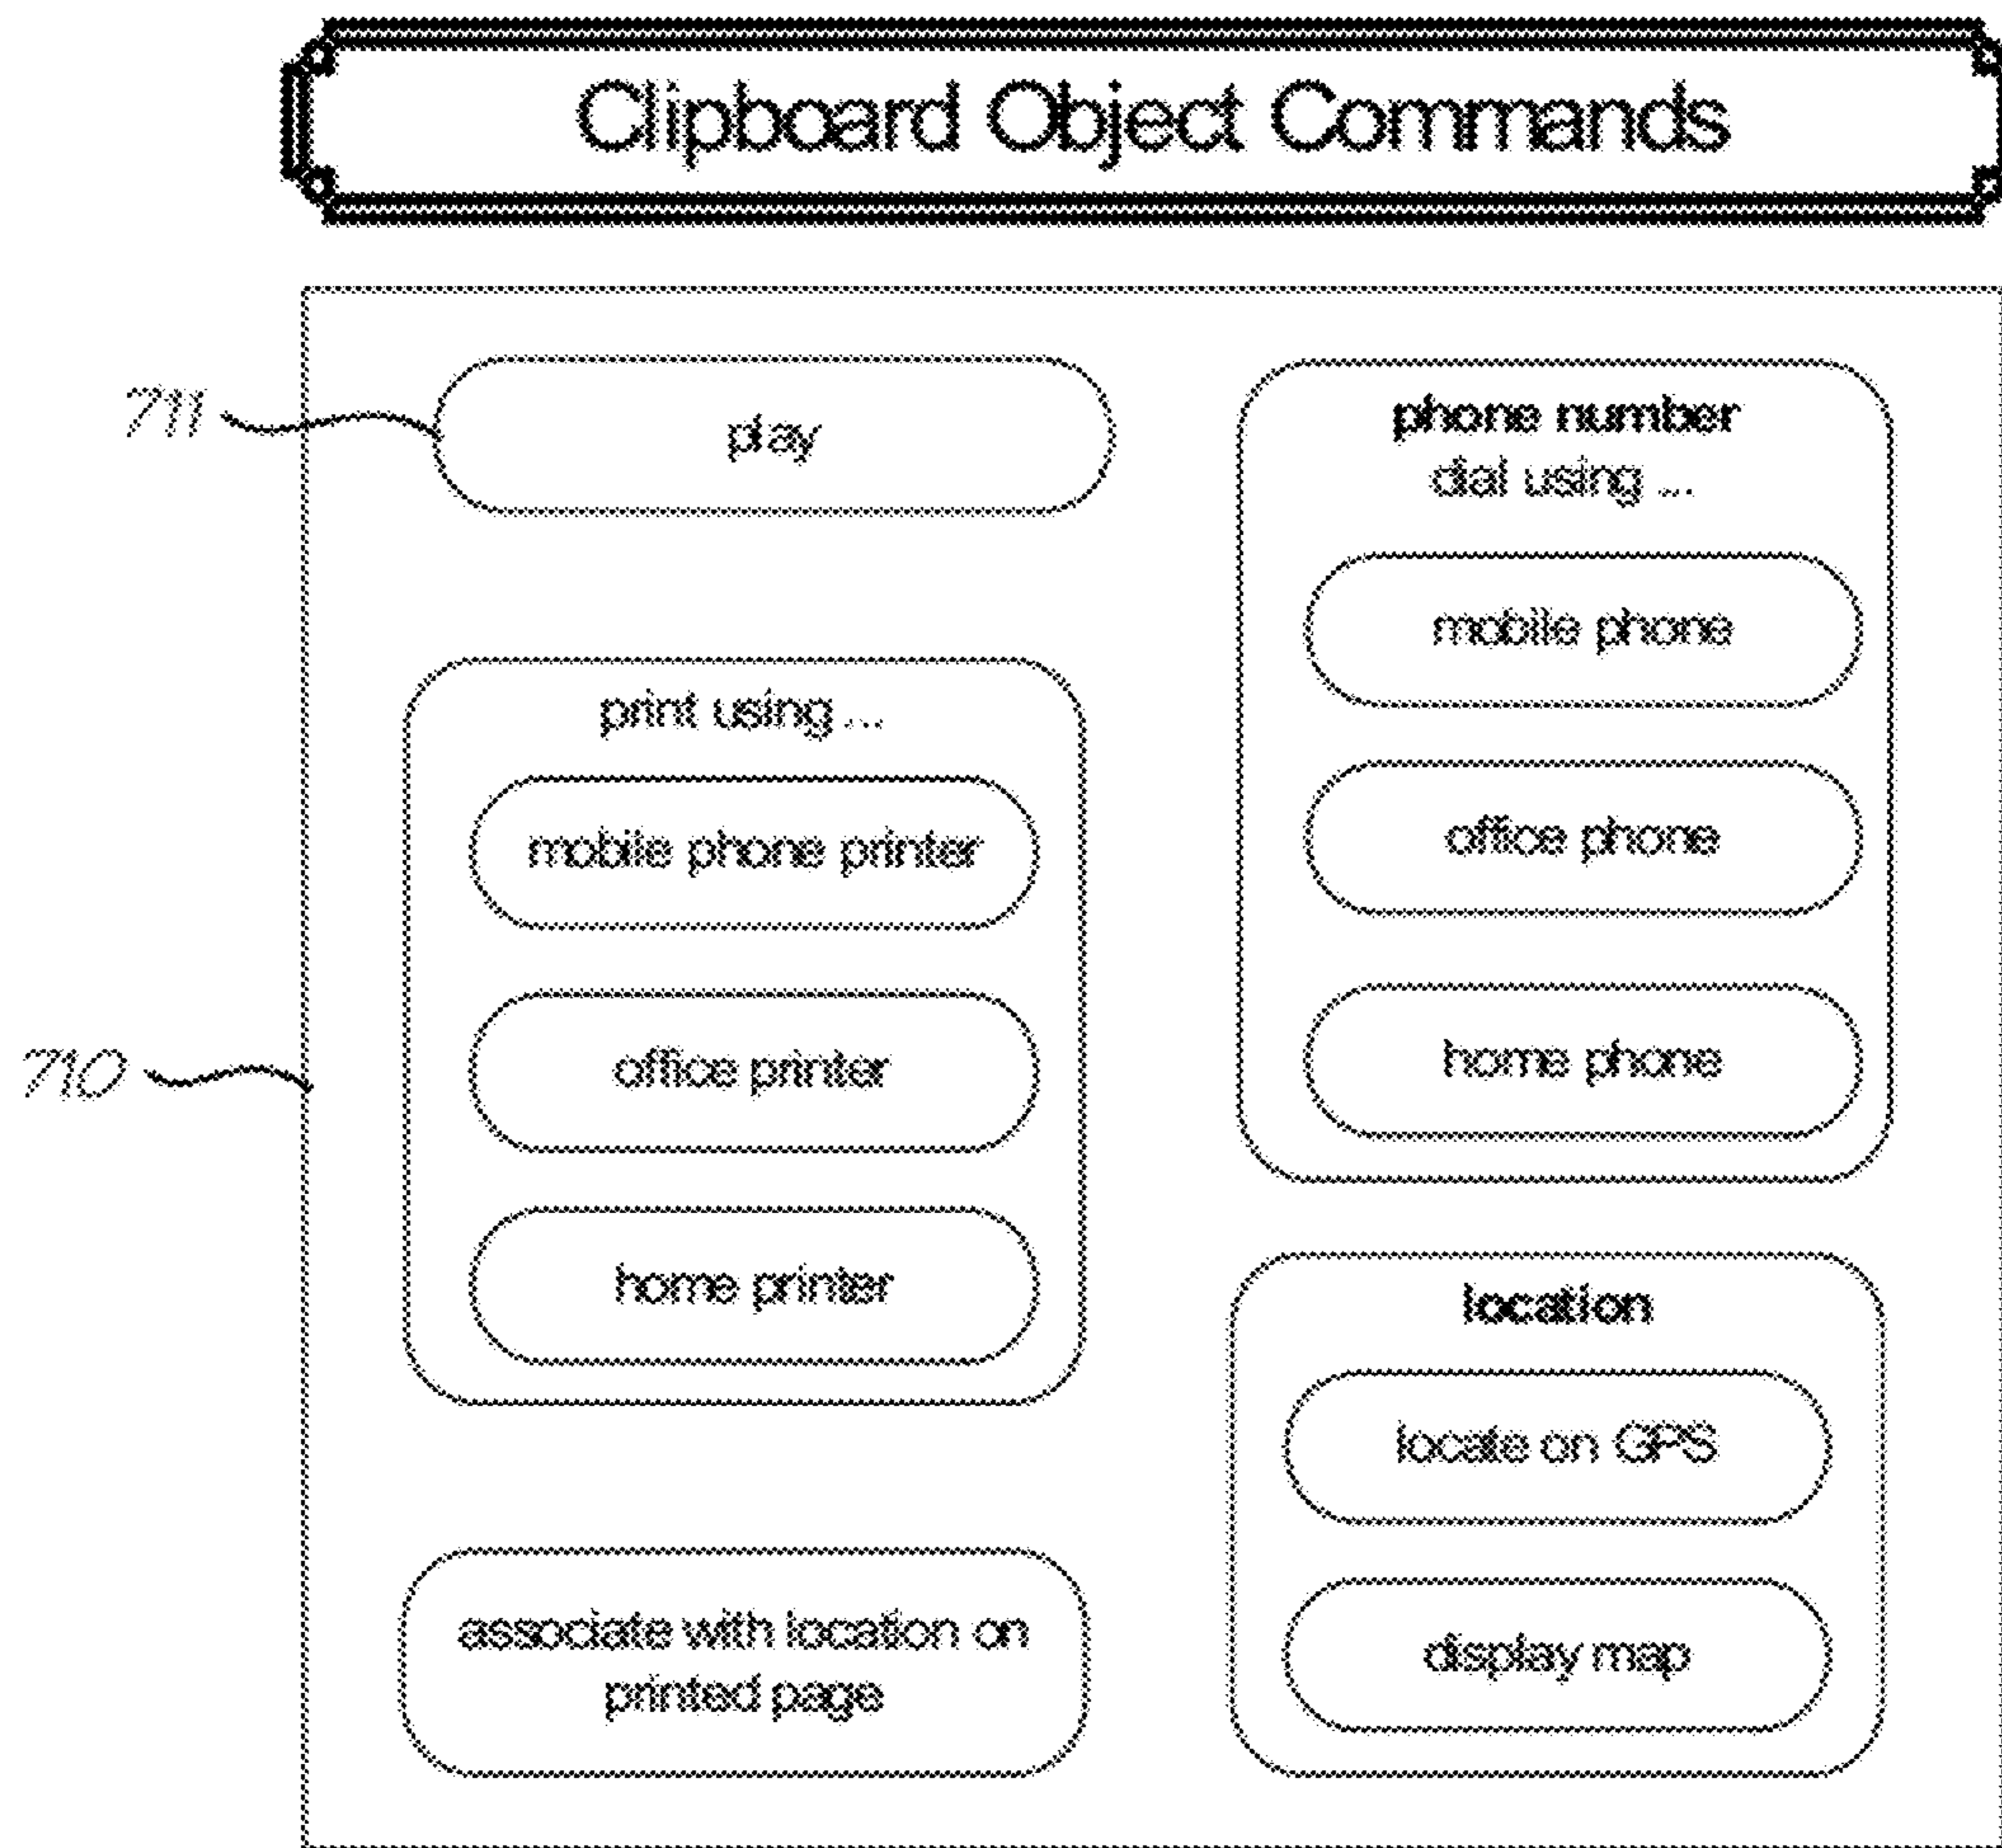 Clipboard Object Commands
711
play
710
print using ...
mobile phone printer
office printer
home printer
associate with location on
printed page
phone number
dial using ...
mobile phone
office phone
home phone
location
locate on GPS
display map